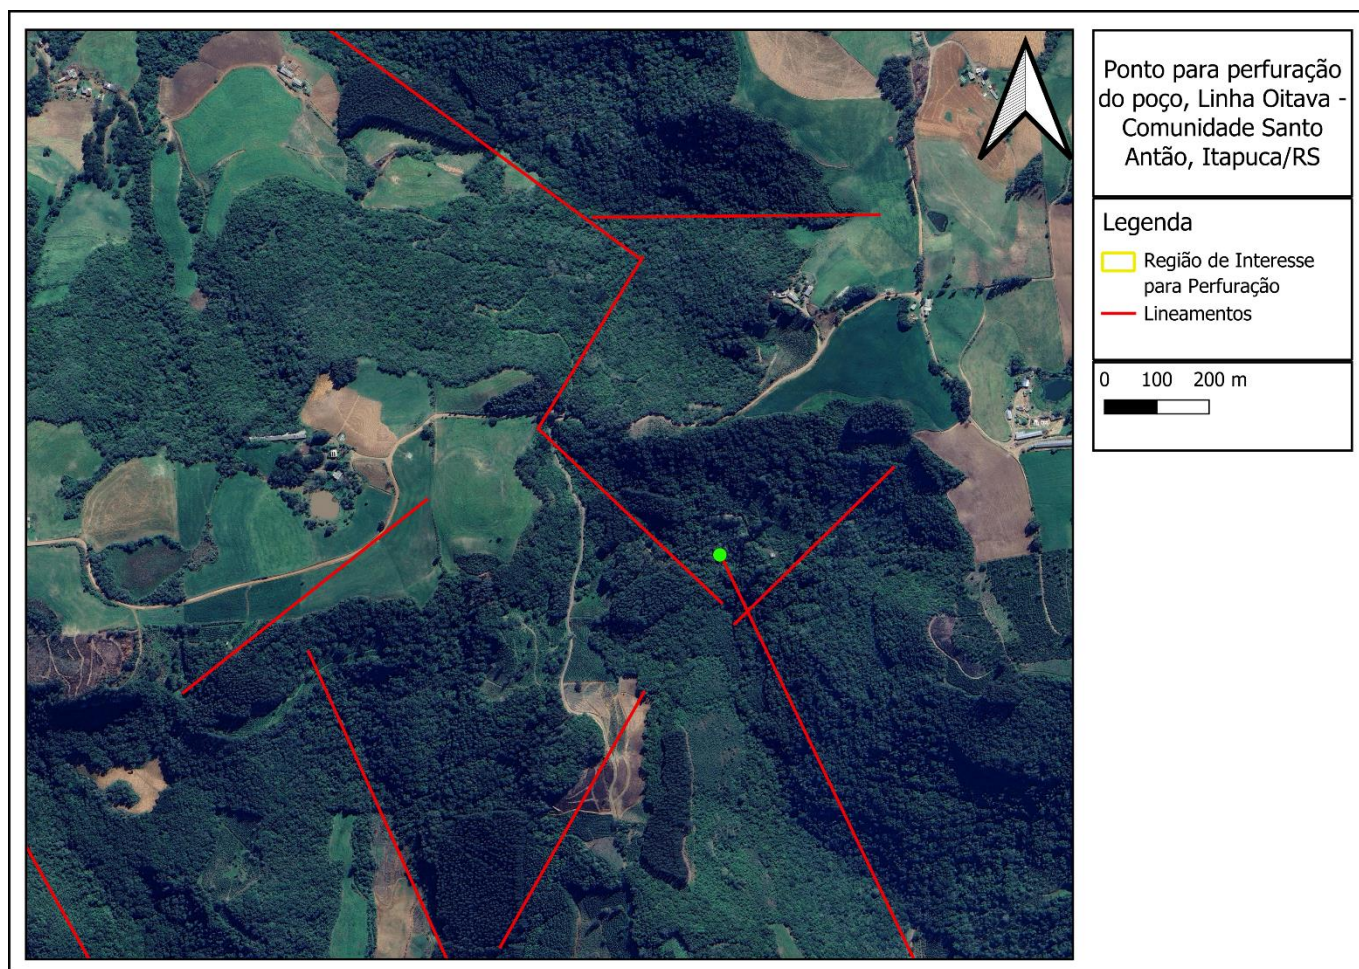 Ponto para perfuração
do poço, Linha Oitava -
Comunidade Santo
Antão, Itapuca/RS
Legenda
Região de Interesse
para Perfuração
Lineamentos
0 100 200 m